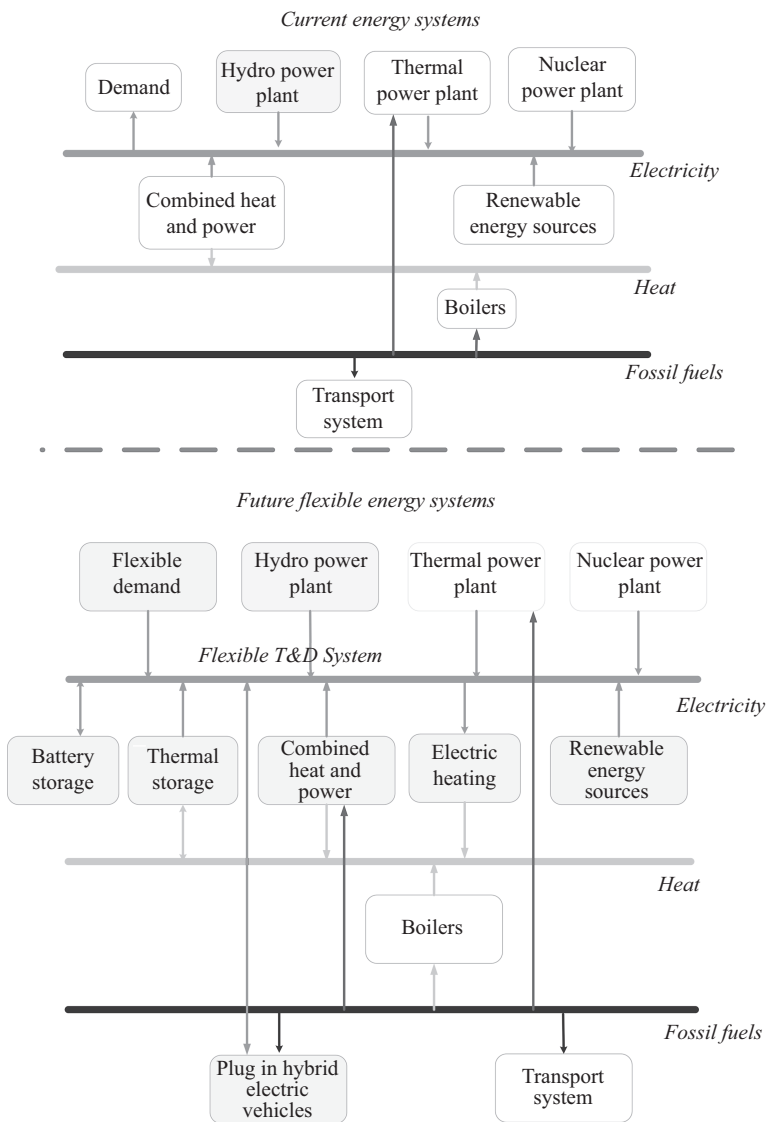 Current energy systems
Demand
Hydro power
plant
Thermal
power plant
Nuclear
power plant
Electricity
Combined heat
and power
Renewable
energy sources
Heat
Boilers
Fossil fuels
Transport
system
Future flexible energy systems
Flexible
demand
Hydro power
plant
Thermal power
plant
Nuclear power
plant
Flexible T&D System
Electricity
Battery
storage
Thermal
storage
Combined
heat and
power
Electric
heating
Renewable
energy
sources
Heat
Boilers
Fossil fuels
Plug in hybrid
electric
vehicles
Transport
system